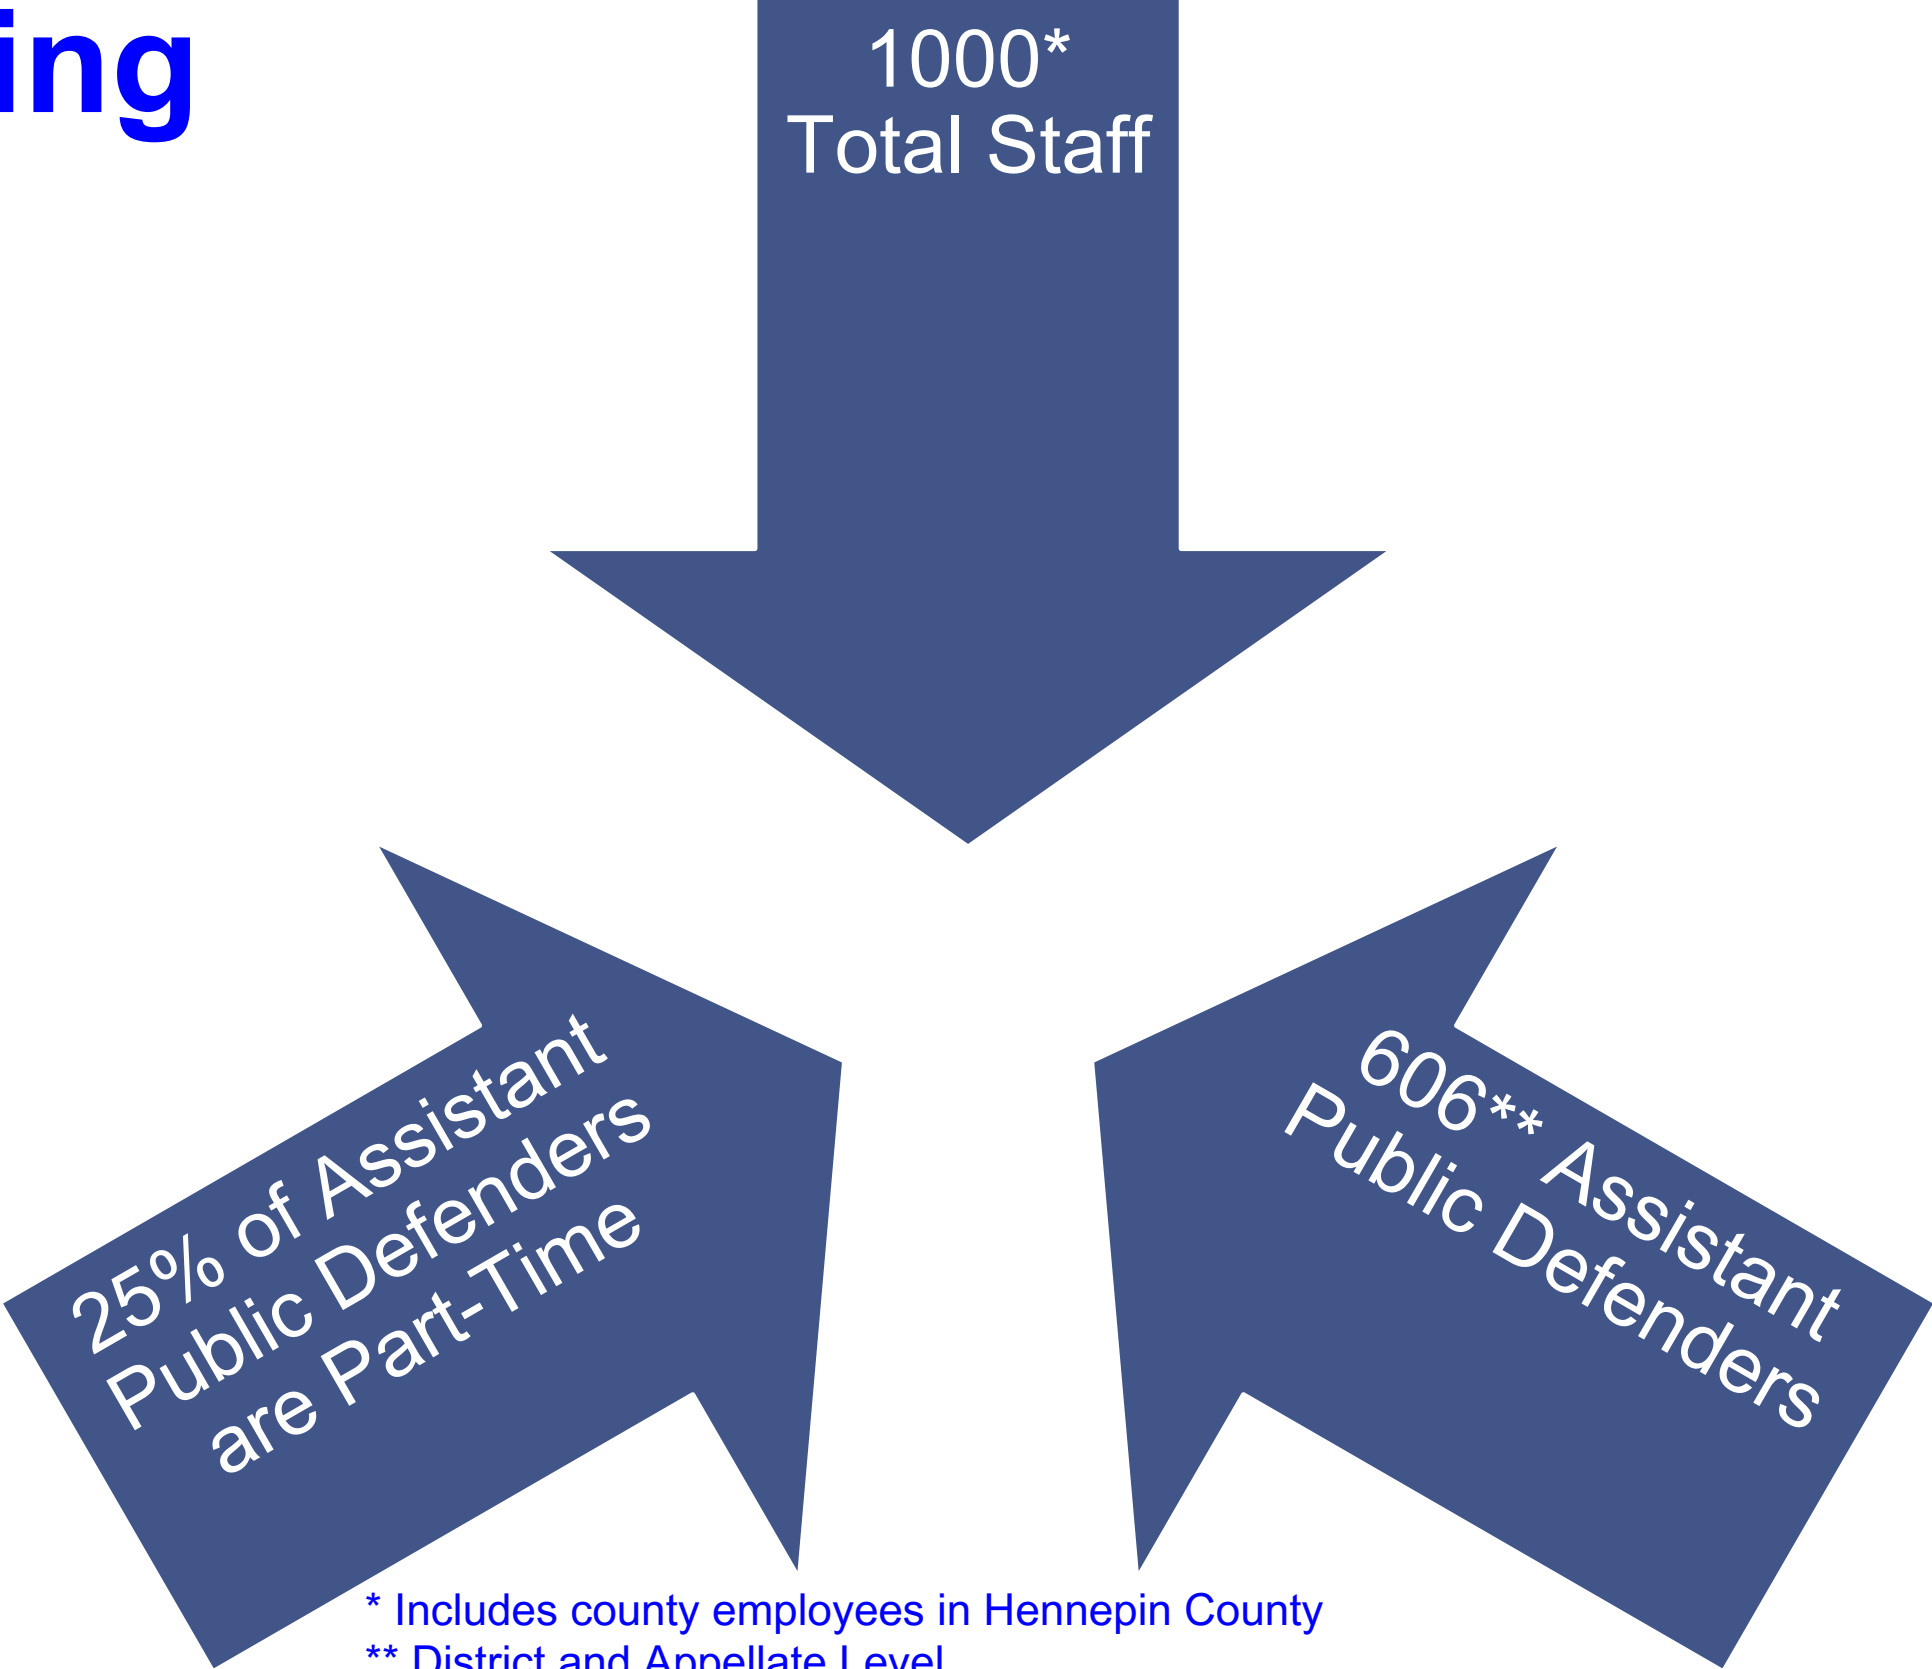 1000*
Total Staff
25% of Assistant
Public Defenders
are Part-Time
606** Assistant
Public Defenders
* Includes county employees in Hennepin County
** District and Appellate Level